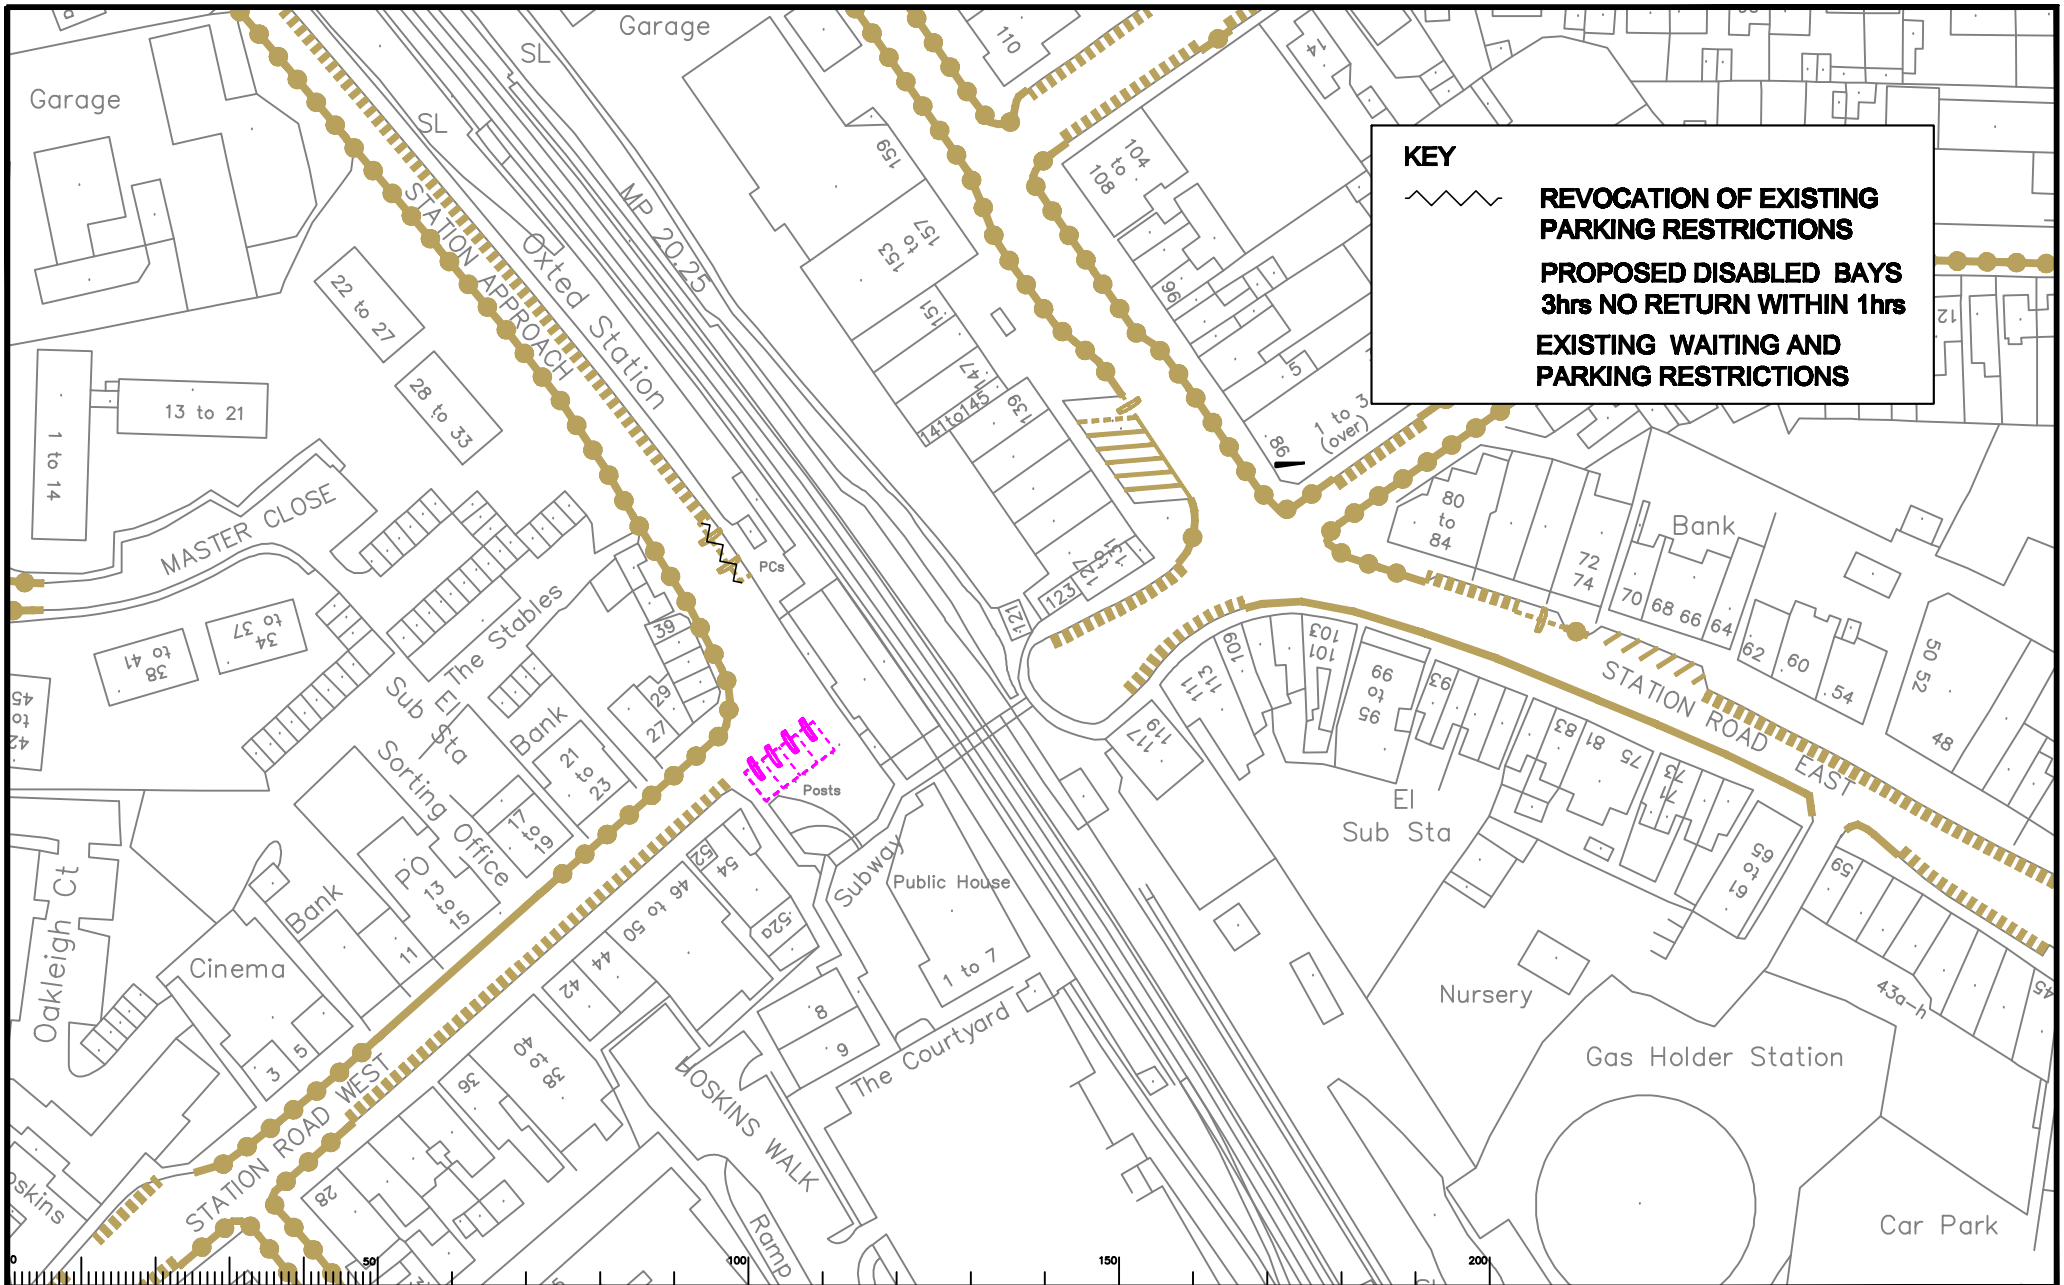 Garage
SL
Garage
SL
110
14
159
104
to
108
KEY
REVOCATION OF EXISTING
PARKING RESTRICTIONS
PROPOSED DISABLED BAYS
3hrs NO RETURN WITHIN 1hrs
EXISTING WAITING AND
PARKING RESTRICTIONS
STATION APPROACH
Oxted Station
MP 20.25
153
to
157
96
151
12
22 to 27
28 to 33
147
141to145
139
5
1 to 3
(over)
98
13 to 21
1 to 14
MASTER CLOSE
PCs
127
to
131
123
121
80
to
84
72
74
Bank
70
68
66
64
62
60
54
50 52
48
34
to 37
38
to 41
45
to
42
The Stables
El
Sub Sta
39
29
27
Bank
21
to
23
Sorting Office
PO
17
to
19
13
to
15
11
Bank
Cinema
Oakleigh Ct
Posts
Subway
Public House
1 to 7
52
54
46 to 50
52a
44
42
8
9
The Courtyard
HOSKINS WALK
Ramp
40
to
38
36
3
5
STATION ROAD WEST
28
oskins
109
113
111
119
117
103
101
99
to
95
93
83
81
75
73
71
65
to
61
59
STATION ROAD EAST
El
Sub Sta
Nursery
43a-h
45
Gas Holder Station
Car Park
0
50
100
150
200